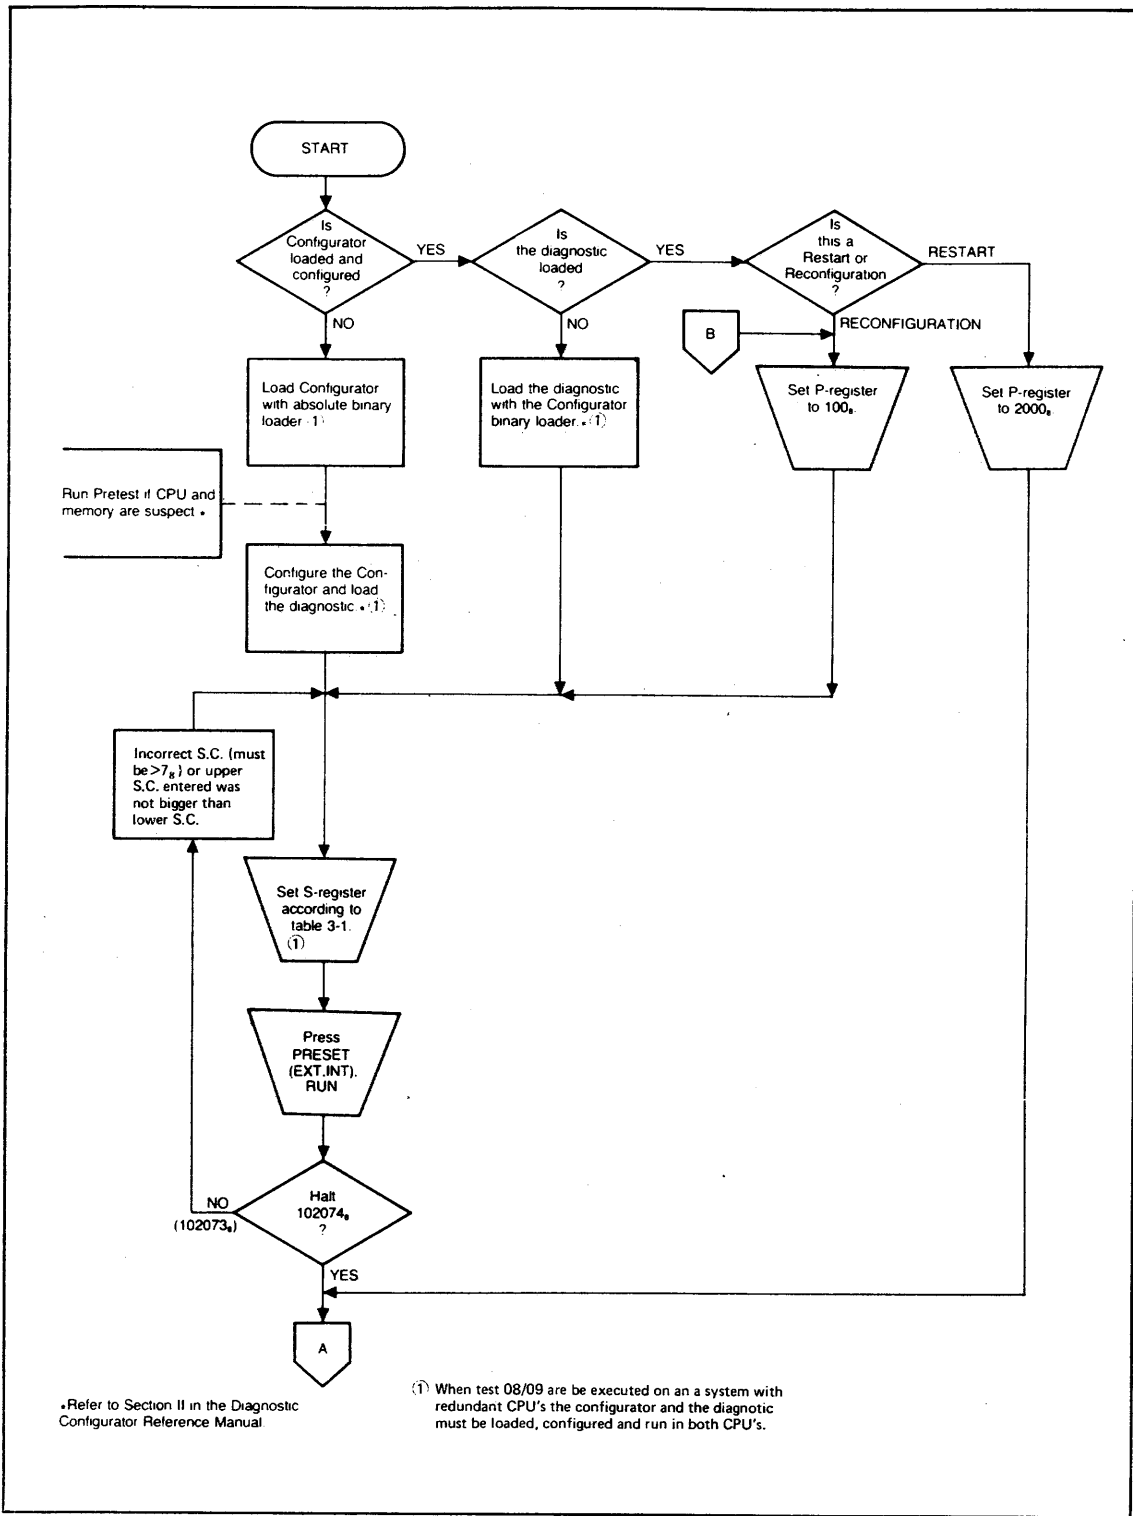 START
Is
Configurator
loaded and
configured
?
YES
NO
Is
the diagnostic
loaded
?
YES
NO
Is
this a
Restart or
Reconfiguration
?
RESTART
RECONFIGURATION
B
Load Configurator
with absolute binary
loader 1)
Load the diagnostic
with the Configurator
binary loader. * (1)
Set P-register
to 100₈.
Set P-register
to 2000₈
Run Pretest if CPU and
memory are suspect *
Configure the Con-
figurator and load
the diagnostic * (1)
Incorrect S.C. (must
be >7₈) or upper
S.C. entered was
not bigger than
lower S.C.
Set S-register
according to
table 3-1.
(1)
Press
PRESET
(EXT.INT).
RUN
Halt
102074₈
?
NO
(102073₈)
YES
A
*Refer to Section II in the Diagnostic
Configurator Reference Manual
(1) When test 08/09 are be executed on an a system with
redundant CPU's the configurator and the diagnotic
must be loaded, configured and run in both CPU's.